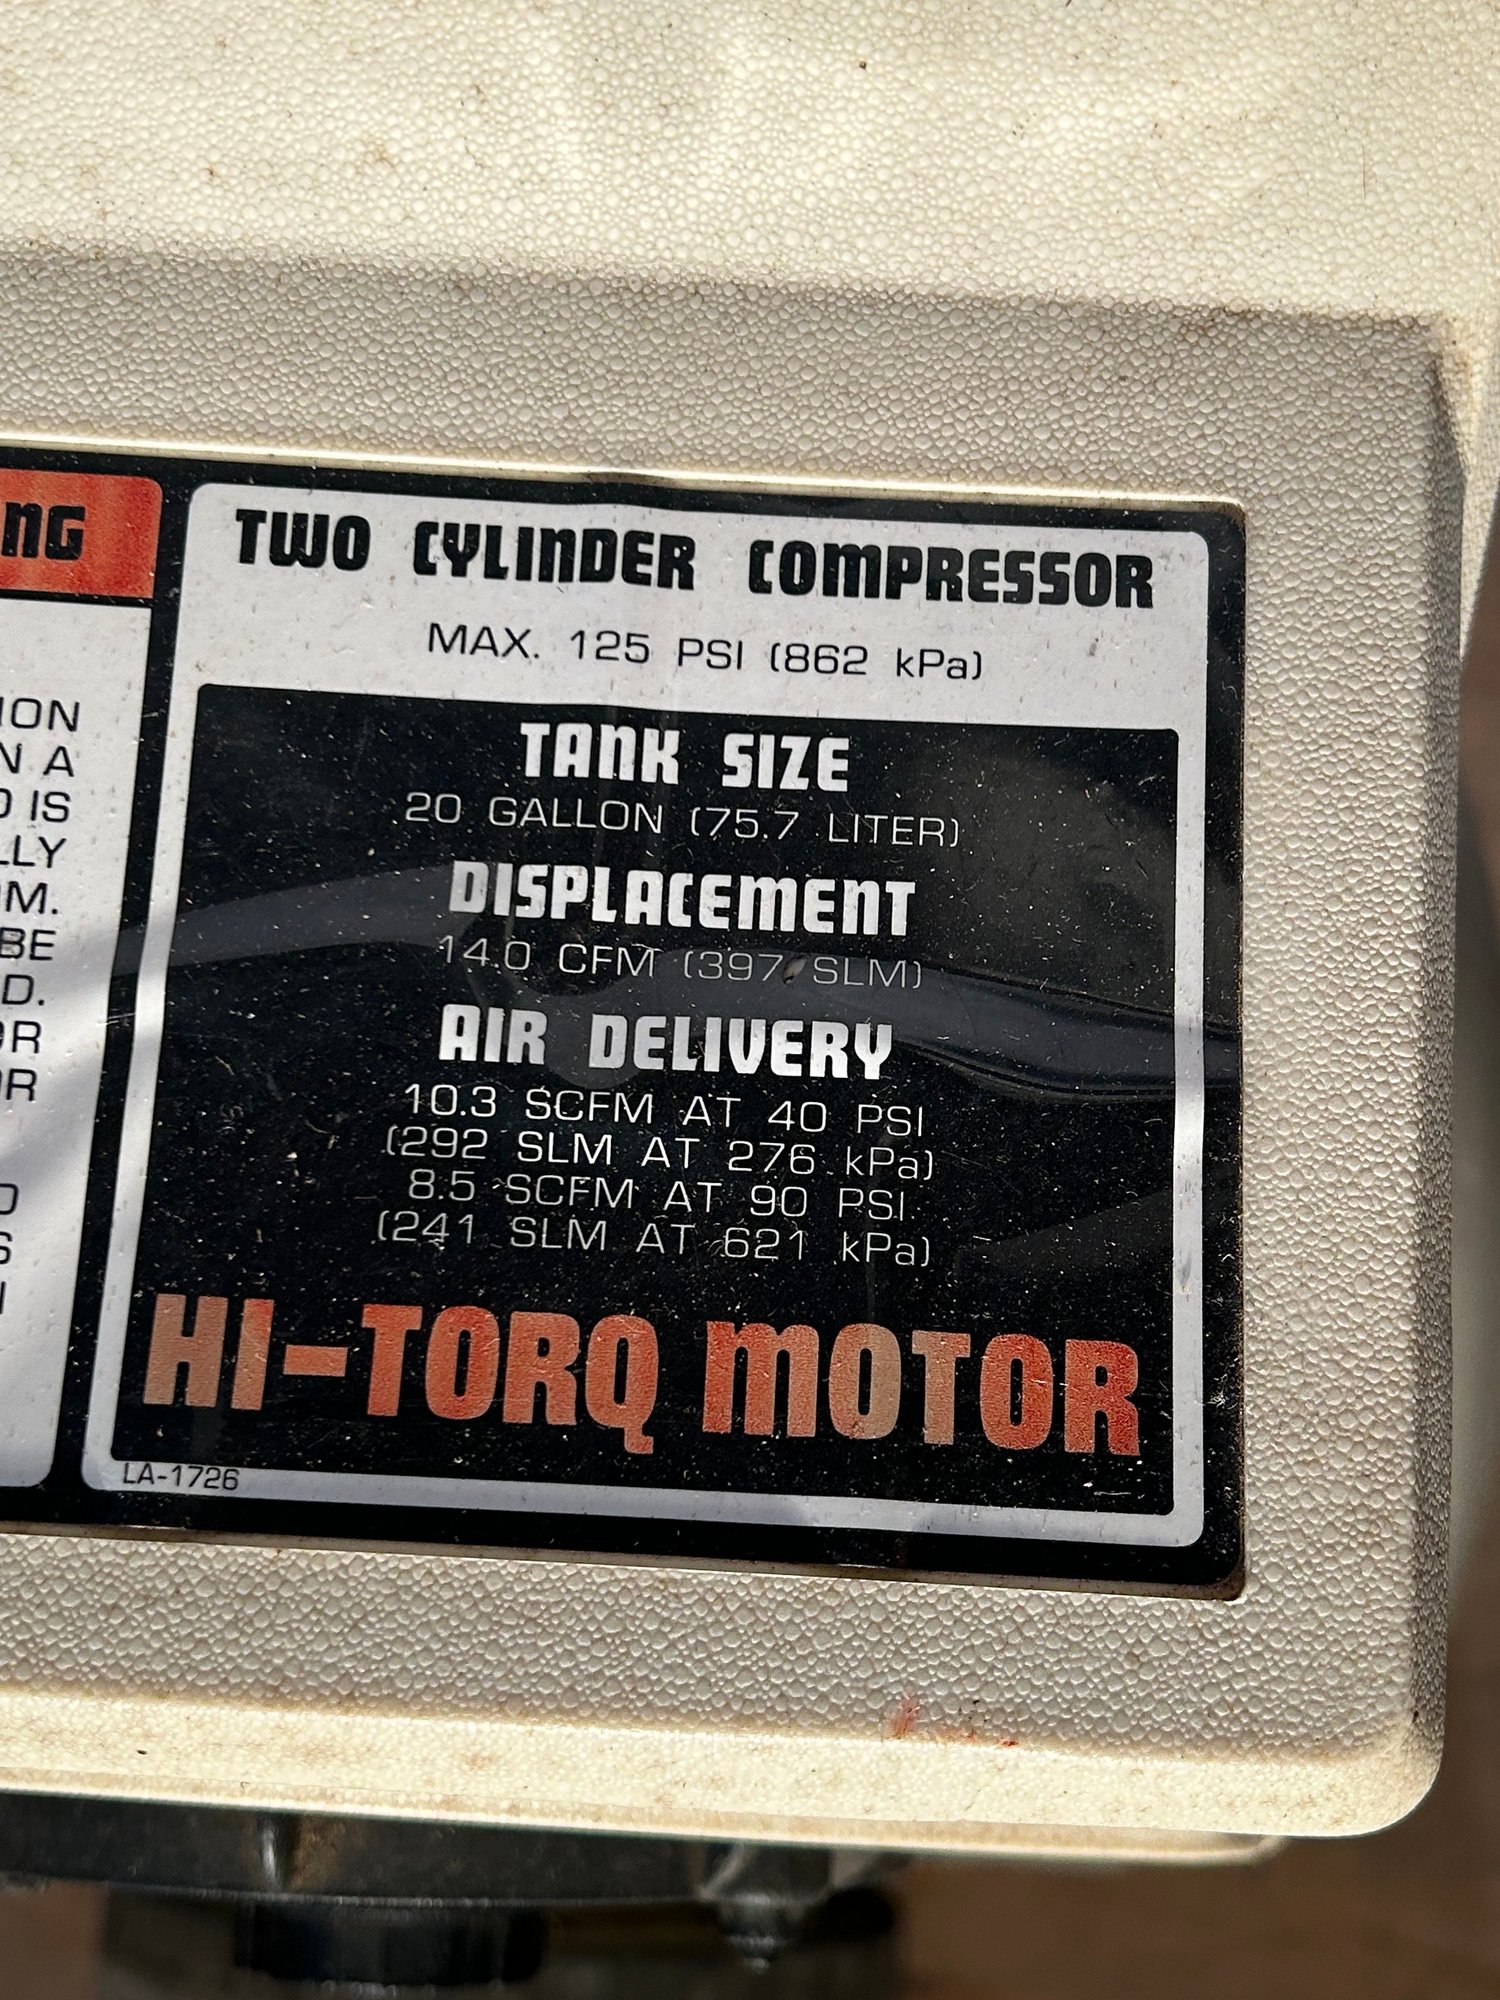 NG
ION
N A
D IS
LLY
OM.
BE
D.
OR
OR
D
S
TWO CYLINDER COMPRESSOR
MAX. 125 PSI (862 kPa)
TANK SIZE
20 GALLON (75.7 LITER)
DISPLACEMENT
14.0 CFM (397 SLM)
AIR DELIVERY
10.3 SCFM AT 40 PSI
(292 SLM AT 276 kPa)
8.5 SCFM AT 90 PSI
(241 SLM AT 621 kPa)
HI-TORQ MOTOR
LA-1726